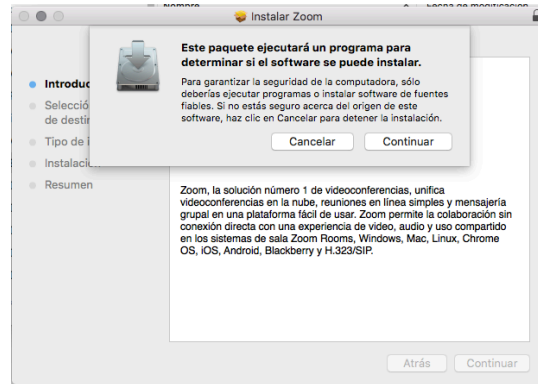 Nombre
Fecha de modificación
Instalar Zoom
Este paquete ejecutará un programa para
determinar si el software se puede instalar.
Para garantizar la seguridad de la computadora, sólo
deberías ejecutar programas o instalar software de fuentes
fiables. Si no estás seguro acerca del origen de este
software, haz clic en Cancelar para detener la instalación.
Cancelar
Continuar
Introduc
Selecció
de destin
Tipo de i
Instalació
Resumen
Zoom, la solución número 1 de videoconferencias, unifica
videoconferencias en la nube, reuniones en línea simples y mensajería
grupal en una plataforma fácil de usar. Zoom permite la colaboración sin
conexión directa con una experiencia de video, audio y uso compartido
en los sistemas de sala Zoom Rooms, Windows, Mac, Linux, Chrome
OS, iOS, Android, Blackberry y H.323/SIP.
Atrás
Continuar